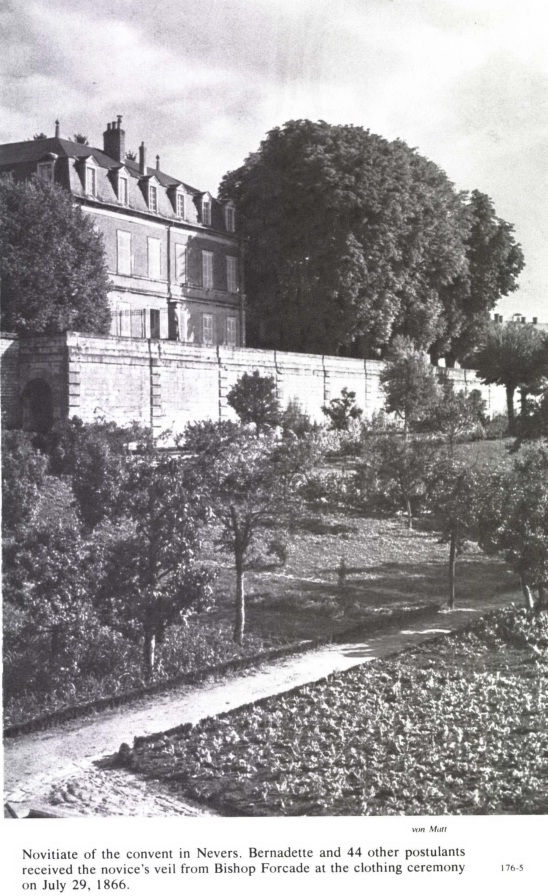 von Matt
Novitiate of the convent in Nevers. Bernadette and 44 other postulants
received the novice's veil from Bishop Forcade at the clothing ceremony
on July 29, 1866.
176-5